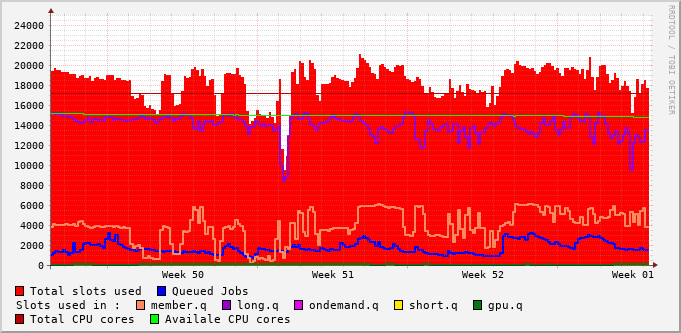 RRDTOOL / TOBI OETIKER
24000
22000
20000
18000
16000
14000
12000
10000
8000
6000
4000
2000
0
Week 50 Week 51 Week 52 Week 01
Total slots used Queued Jobs
Slots used in : member.q long.q ondemand.q short.q gpu.q
Total CPU cores Availale CPU cores